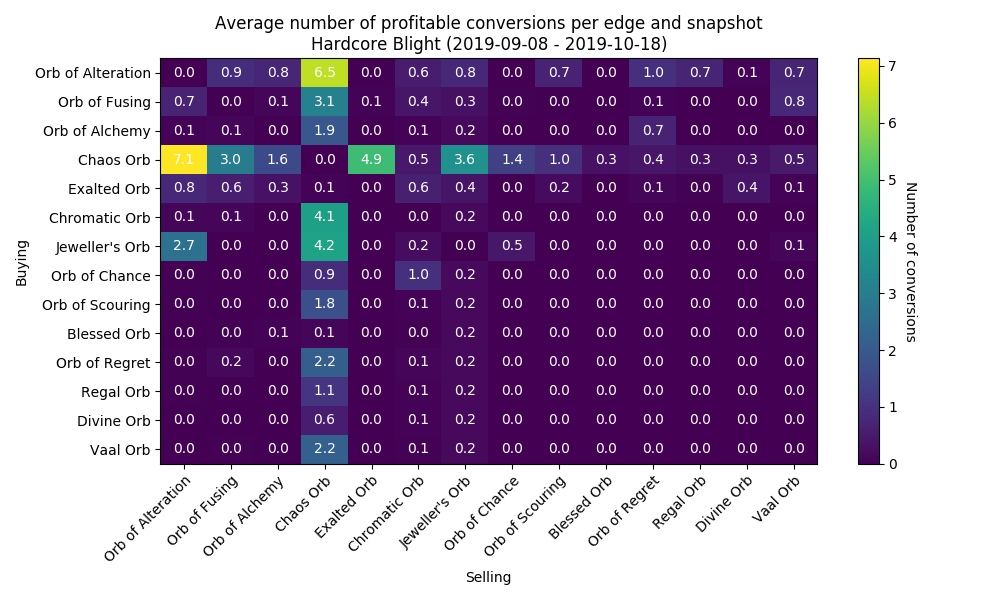 Average number of profitable conversions per edge and snapshot
Hardcore Blight (2019-09-08 - 2019-10-18)
Orb of Alteration 0.0 0.9 0.8 6.5 0.0 0.6 0.8 0.0 0.7 0.0 1.0 0.7 0.1 0.7
Orb of Fusing 0.7 0.0 0.1 3.1 0.1 0.4 0.3 0.0 0.0 0.0 0.1 0.0 0.0 0.8
Orb of Alchemy 0.1 0.1 0.0 1.9 0.0 0.1 0.2 0.0 0.0 0.0 0.7 0.0 0.0 0.0
Chaos Orb 7.1 3.0 1.6 0.0 4.9 0.5 3.6 1.4 1.0 0.3 0.4 0.3 0.3 0.5
Exalted Orb 0.8 0.6 0.3 0.1 0.0 0.6 0.4 0.0 0.2 0.0 0.1 0.0 0.4 0.1
Chromatic Orb 0.1 0.1 0.0 4.1 0.0 0.0 0.2 0.0 0.0 0.0 0.0 0.0 0.0 0.0
Jeweller's Orb 2.7 0.0 0.0 4.2 0.0 0.2 0.0 0.5 0.0 0.0 0.0 0.0 0.0 0.1
Orb of Chance 0.0 0.0 0.0 0.9 0.0 1.0 0.2 0.0 0.0 0.0 0.0 0.0 0.0 0.0
Orb of Scouring 0.0 0.0 0.0 1.8 0.0 0.1 0.2 0.0 0.0 0.0 0.0 0.0 0.0 0.0
Blessed Orb 0.0 0.0 0.1 0.1 0.0 0.0 0.2 0.0 0.0 0.0 0.0 0.0 0.0 0.0
Orb of Regret 0.0 0.2 0.0 2.2 0.0 0.1 0.2 0.0 0.0 0.0 0.0 0.0 0.0 0.0
Regal Orb 0.0 0.0 0.0 1.1 0.0 0.1 0.2 0.0 0.0 0.0 0.0 0.0 0.0 0.0
Divine Orb 0.0 0.0 0.0 0.6 0.0 0.1 0.2 0.0 0.0 0.0 0.0 0.0 0.0 0.0
Vaal Orb 0.0 0.0 0.0 2.2 0.0 0.1 0.2 0.0 0.0 0.0 0.0 0.0 0.0 0.0
Buying
Orb of Alteration
Orb of Fusing
Orb of Alchemy
Chaos Orb
Exalted Orb
Chromatic Orb
Jeweller's Orb
Orb of Chance
Orb of Scouring
Blessed Orb
Orb of Regret
Regal Orb
Divine Orb
Vaal Orb
Selling
7
6
5
4
3
2
1
0
Number of conversions